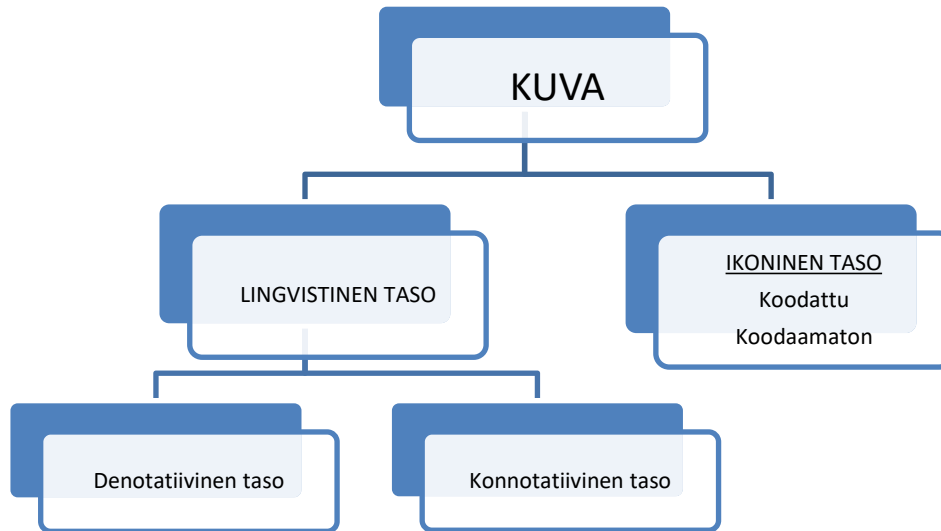 KUVA
LINGVISTINEN TASO
IKONINEN TASO
Koodattu
Koodaamaton
Denotatiivinen taso
Konnotatiivinen taso